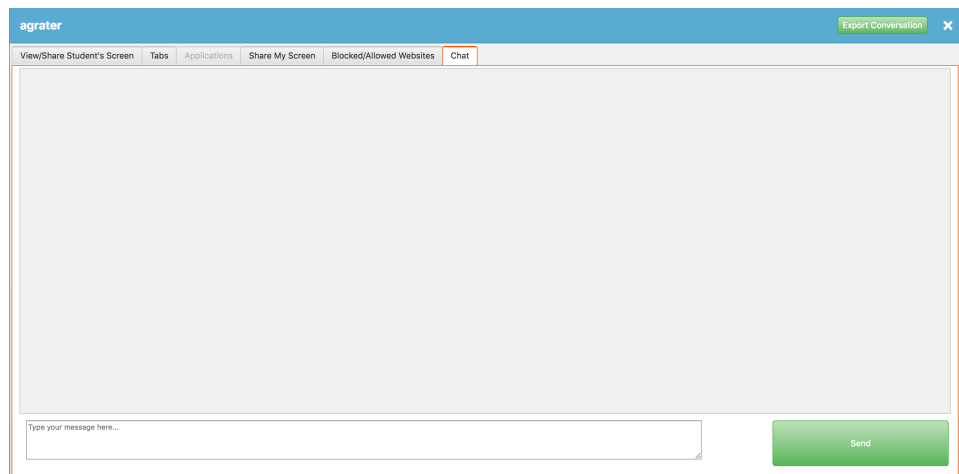 agrater
Export Conversation
View/Share Student's Screen Tabs Applications Share My Screen Blocked/Allowed Websites Chat
Type your message here...
Send